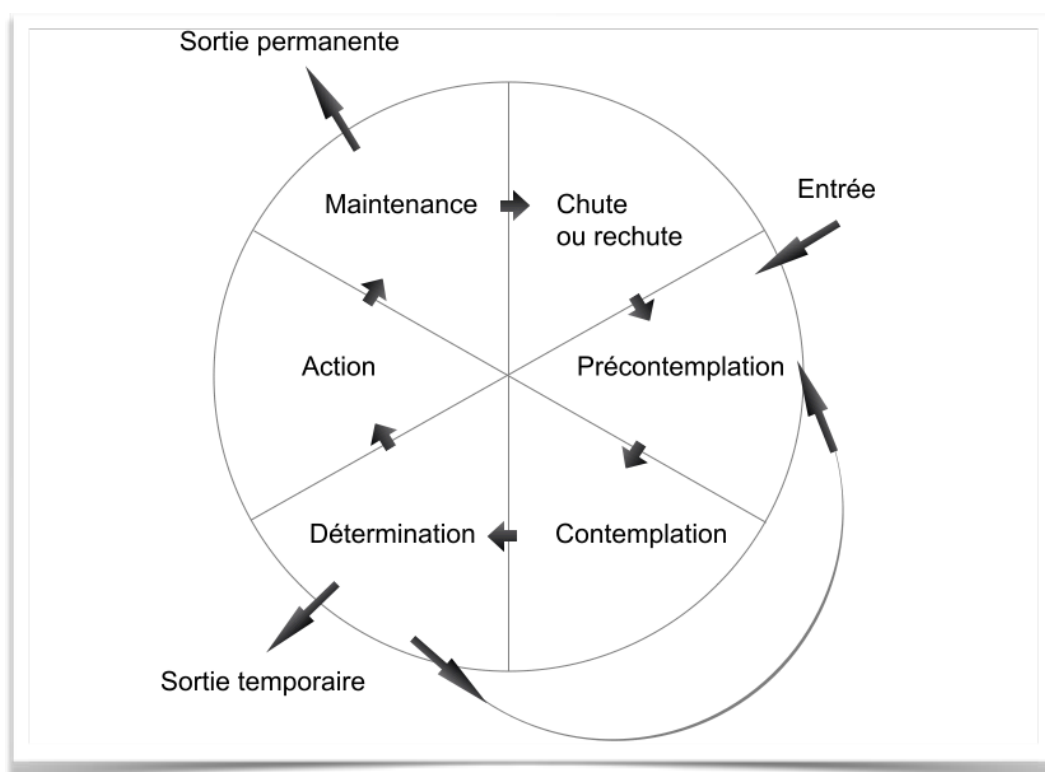 Sortie permanente
Entrée
Maintenance
Chute
ou rechute
Action
Précontemplation
Détermination
Contemplation
Sortie temporaire